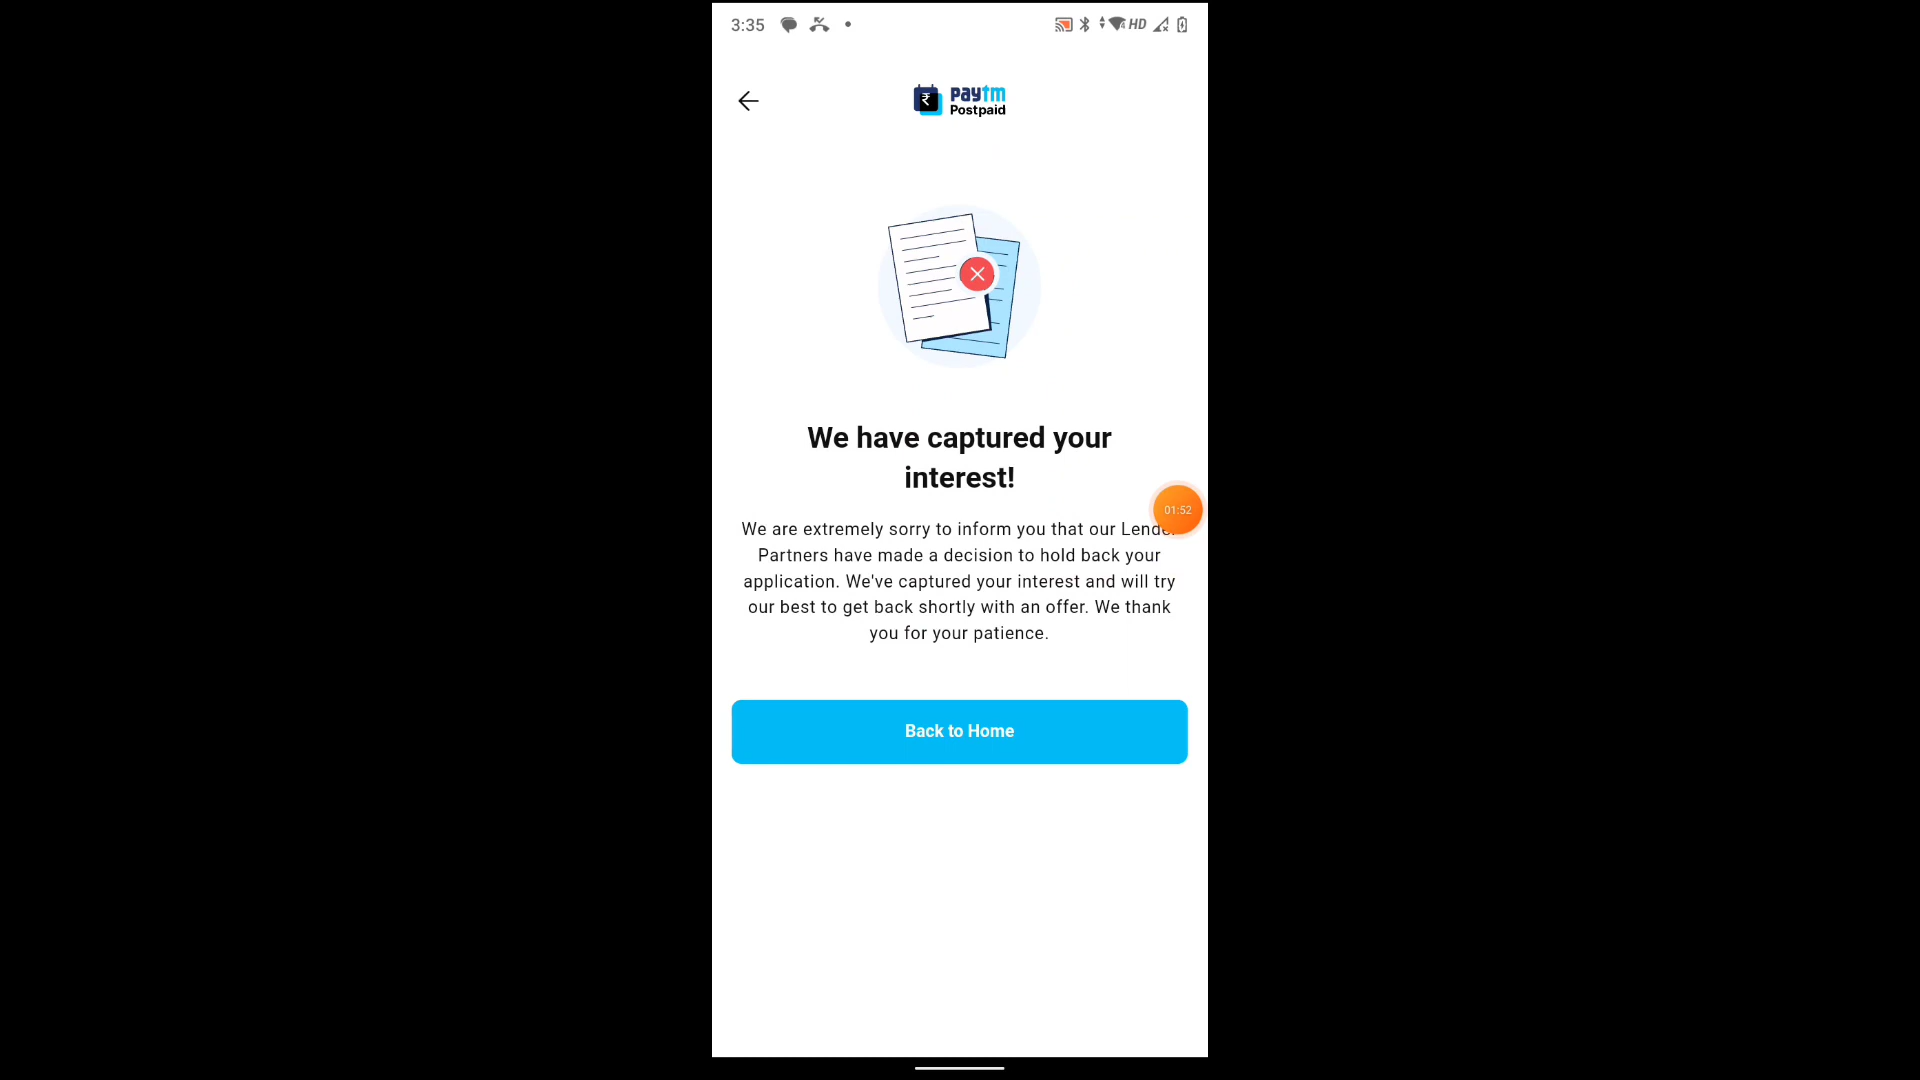 3:35 HD
₹ paytm
Postpaid
We have captured your
interest!
01:52
We are extremely sorry to inform you that our Lender
Partners have made a decision to hold back your
application. We've captured your interest and will try
our best to get back shortly with an offer. We thank
you for your patience.
Back to Home